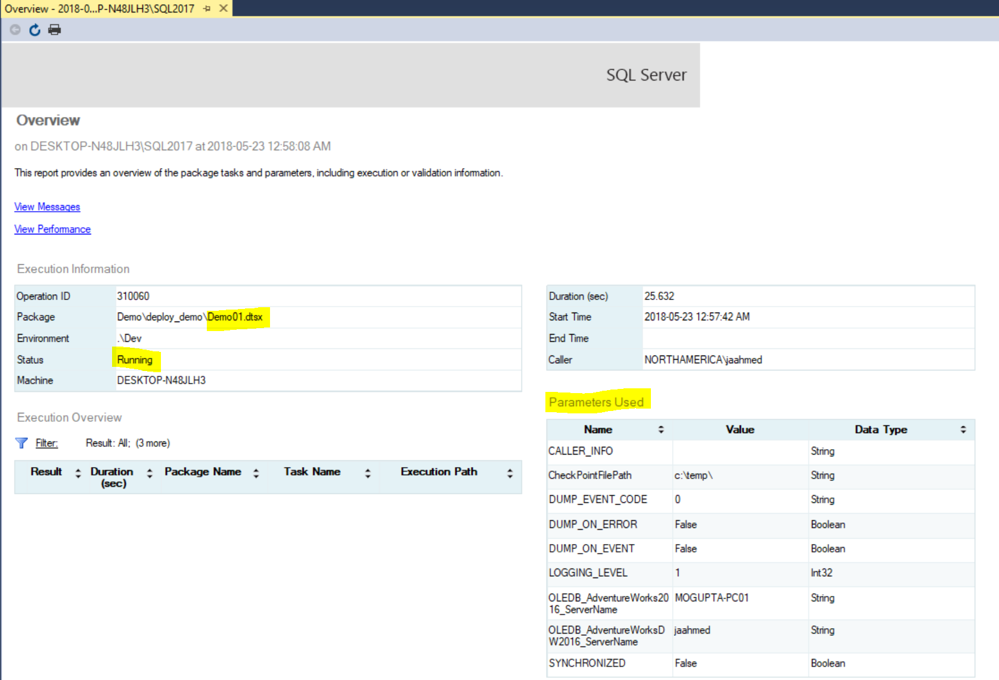 Overview - 2018-0...P-N48JLH3\SQL2017
SQL Server
Overview
on DESKTOP-N48JLH3\SQL2017 at 2018-05-23 12:58:08 AM
This report provides an overview of the package tasks and parameters, including execution or validation information.
View Messages
View Performance
Execution Information
Operation ID 310060
Package Demo\deploy_demo\Demo01.dtsx
Environment .\Dev
Status Running
Machine DESKTOP-N48JLH3
Duration (sec) 25.632
Start Time 2018-05-23 12:57:42 AM
End Time
Caller NORTHAMERICA\jaahmed
Execution Overview
Filter: Result: All; (3 more)
Result Duration Package Name Task Name Execution Path
(sec)
Parameters Used
Name Value Data Type
CALLER_INFO String
CheckPointFilePath c:\temp\ String
DUMP_EVENT_CODE 0 String
DUMP_ON_ERROR False Boolean
DUMP_ON_EVENT False Boolean
LOGGING_LEVEL 1 Int32
OLEDB_AdventureWorks20 MOGUPTA-PC01 String
16_ServerName
OLEDB_AdventureWorksD jaahmed String
W2016_ServerName
SYNCHRONIZED False Boolean